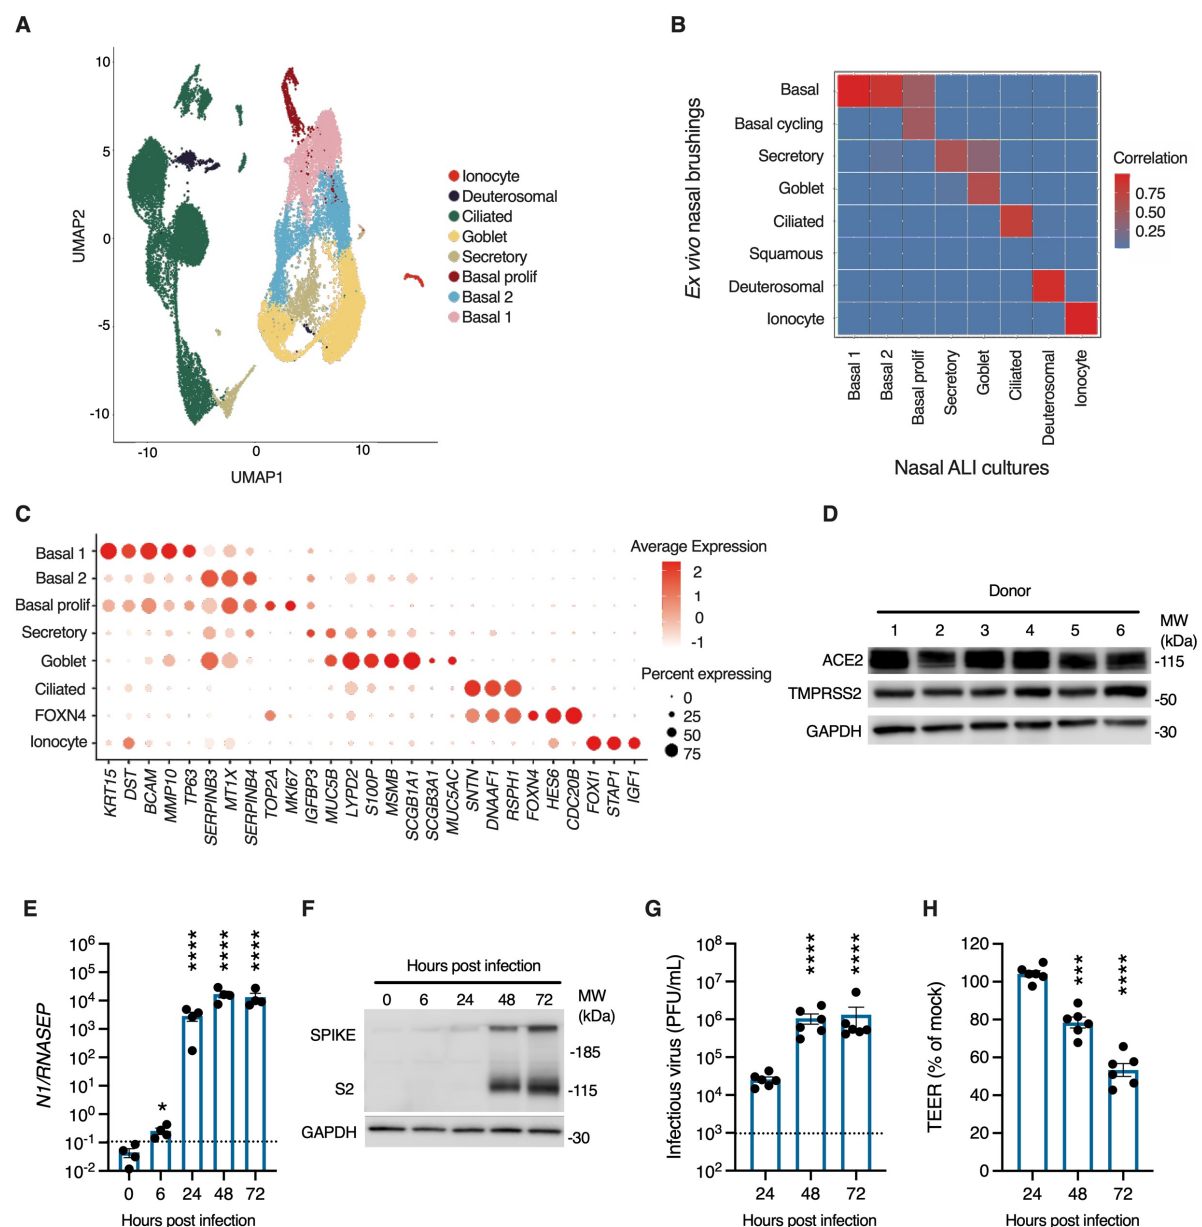 A
10
5
0
-5
-10
UMAP2
-10
0
10
UMAP1
Ionocyte
Deuterosomal
Ciliated
Goblet
Secretory
Basal prolif
Basal 2
Basal 1
B
Ex vivo nasal brushings
Basal
Basal cycling
Secretory
Goblet
Ciliated
Squamous
Deuterosomal
Ionocyte
Basal 1
Basal 2
Basal prolif
Secretory
Goblet
Ciliated
Deuterosomal
Ionocyte
Nasal ALI cultures
Correlation
0.75
0.50
0.25
C
Basal 1
Basal 2
Basal prolif
Secretory
Goblet
Ciliated
FOXN4
Ionocyte
KRT15
DST
BCAM
MMP10
TP63
SERPINB3
MT1X
SERPINB4
TOP2A
MKI67
IGFBP3
MUC5B
LYPD2
S100P
MSMB
SCGB1A1
SCGB3A1
MUC5AC
SNTN
DNAAF1
RSPH1
FOXN4
HES6
CDC20B
FOXI1
STAP1
IGF1
Average Expression
2
1
0
-1
Percent expressing
0
25
50
75
D
Donor
1 2 3 4 5 6
MW
(kDa)
ACE2
-115
TMPRSS2
-50
GAPDH
-30
E
N1/RNASEP
10⁶
10⁵
10⁴
10³
10²
10¹
10⁰
10⁻¹
10⁻²
*
****
****
****
0 6 24 48 72
Hours post infection
F
Hours post infection
0 6 24 48 72
MW
(kDa)
SPIKE
-185
S2
-115
GAPDH
-30
G
Infectious virus (PFU/mL)
10⁸
10⁷
10⁶
10⁵
10⁴
10³
10²
****
****
24 48 72
Hours post infection
H
TEER (% of mock)
120
100
80
60
40
20
0
***
****
24 48 72
Hours post infection